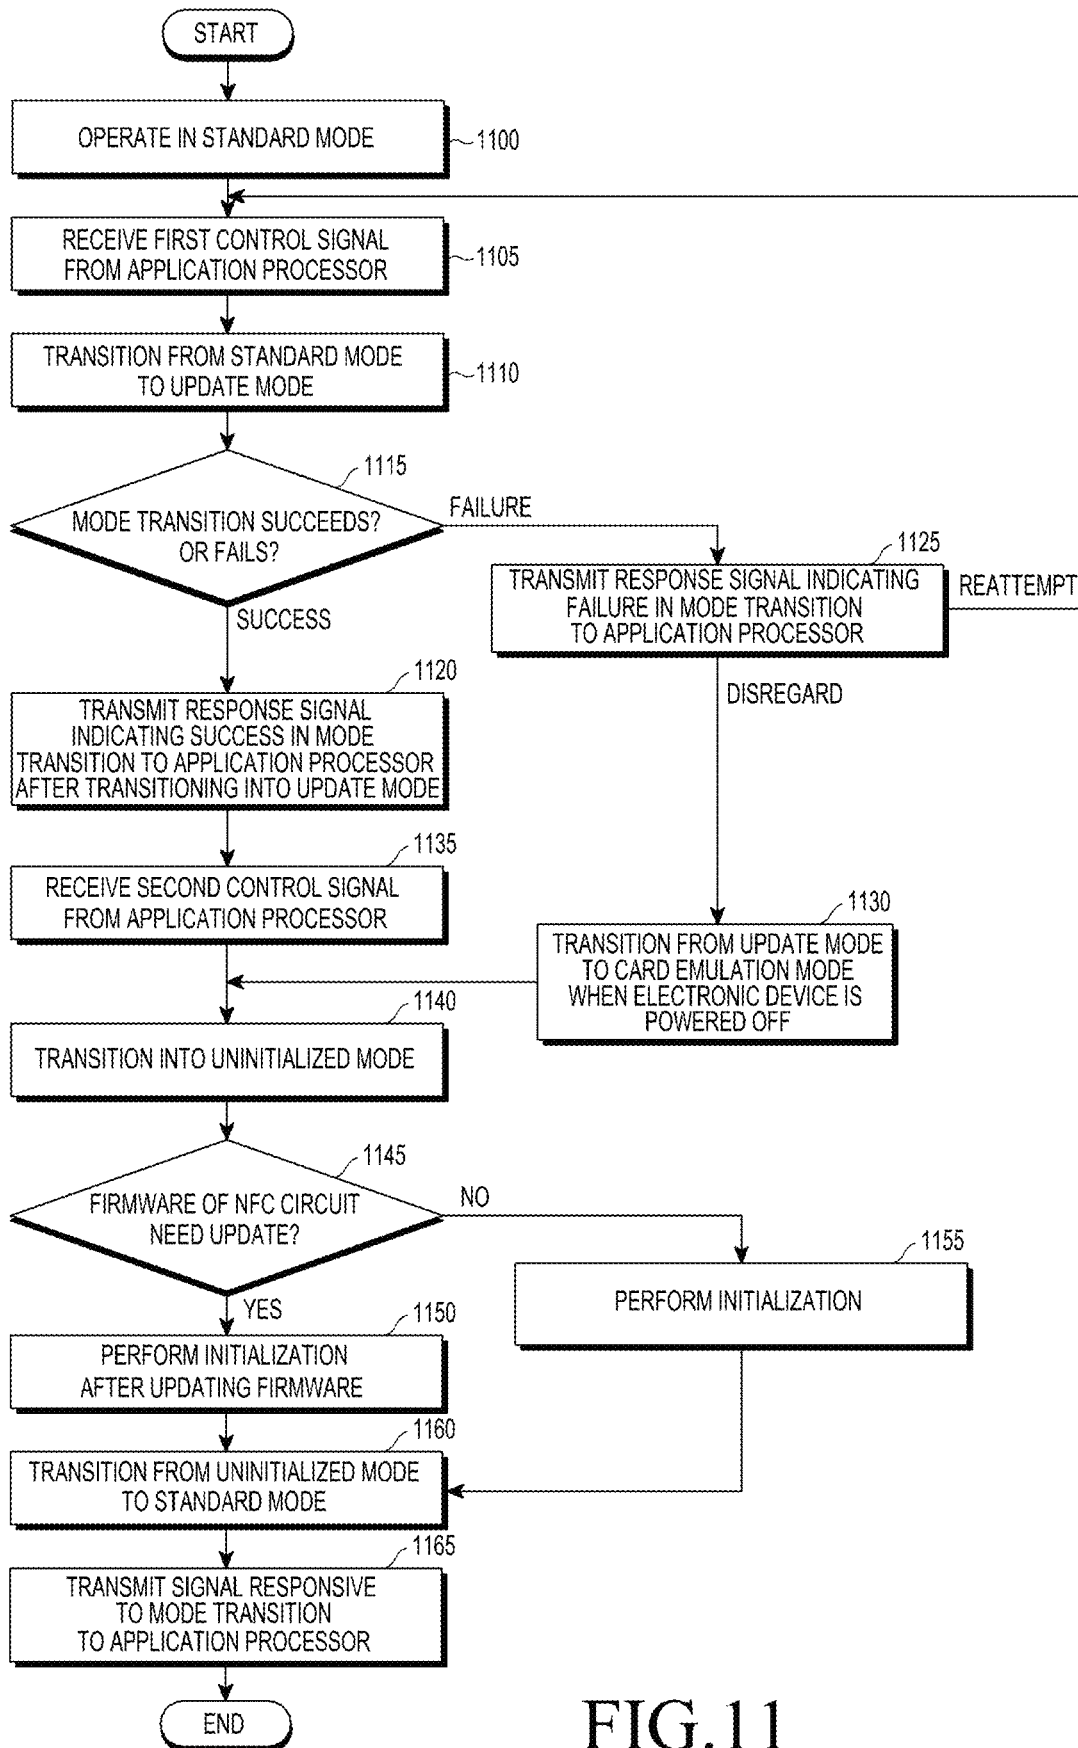 START
OPERATE IN STANDARD MODE
1100
RECEIVE FIRST CONTROL SIGNAL
FROM APPLICATION PROCESSOR
1105
TRANSITION FROM STANDARD MODE
TO UPDATE MODE
1110
1115
MODE TRANSITION SUCCEEDS?
OR FAILS?
FAILURE
SUCCESS
1125
TRANSMIT RESPONSE SIGNAL INDICATING
FAILURE IN MODE TRANSITION
TO APPLICATION PROCESSOR
REATTEMPT
DISREGARD
1120
TRANSMIT RESPONSE SIGNAL
INDICATING SUCCESS IN MODE
TRANSITION TO APPLICATION PROCESSOR
AFTER TRANSITIONING INTO UPDATE MODE
1135
RECEIVE SECOND CONTROL SIGNAL
FROM APPLICATION PROCESSOR
1130
TRANSITION FROM UPDATE MODE
TO CARD EMULATION MODE
WHEN ELECTRONIC DEVICE IS
POWERED OFF
1140
TRANSITION INTO UNINITIALIZED MODE
1145
FIRMWARE OF NFC CIRCUIT
NEED UPDATE?
NO
YES
1155
PERFORM INITIALIZATION
1150
PERFORM INITIALIZATION
AFTER UPDATING FIRMWARE
1160
TRANSITION FROM UNINITIALIZED MODE
TO STANDARD MODE
1165
TRANSMIT SIGNAL RESPONSIVE
TO MODE TRANSITION
TO APPLICATION PROCESSOR
END
FIG.11